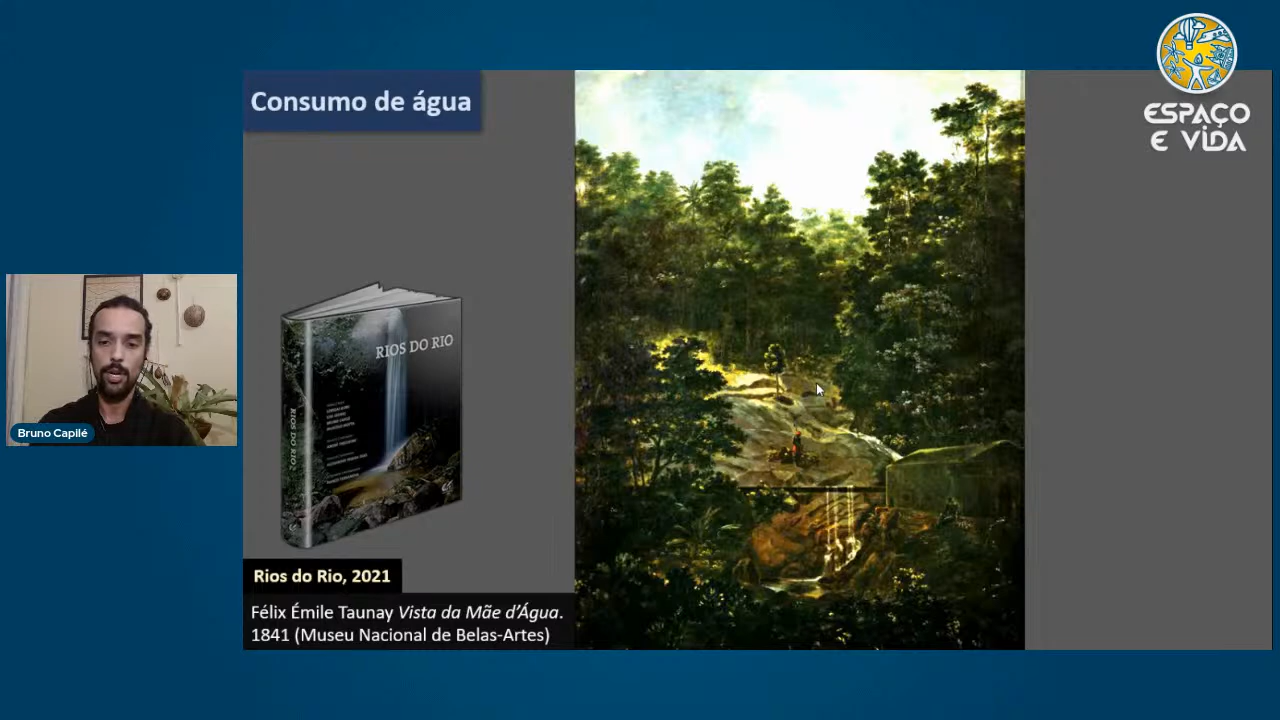 Consumo de água
ESPAÇO
E VIDA
RIOS DO RIO
RIOS DO RIO
Bruno Capilé
Rios do Rio, 2021
Félix Émile Taunay Vista da Mãe d’Água.
1841 (Museu Nacional de Belas-Artes)